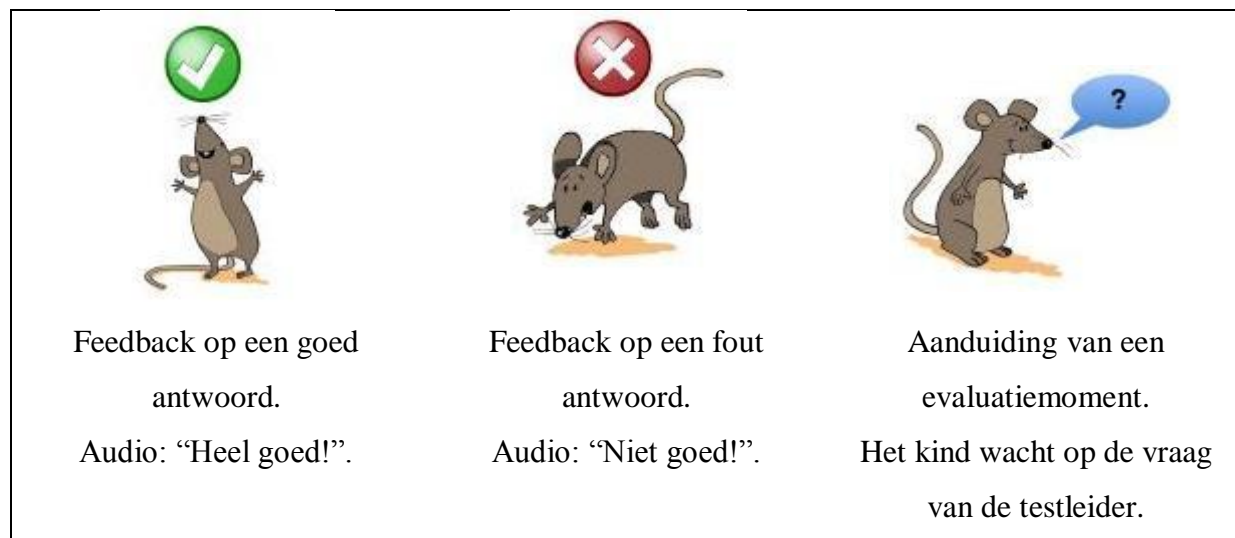 ?
Feedback op een goed
antwoord.
Audio: “Heel goed!”.
Feedback op een fout
antwoord.
Audio: “Niet goed!”.
Aanduiding van een
evaluatiemoment.
Het kind wacht op de vraag
van de testleider.